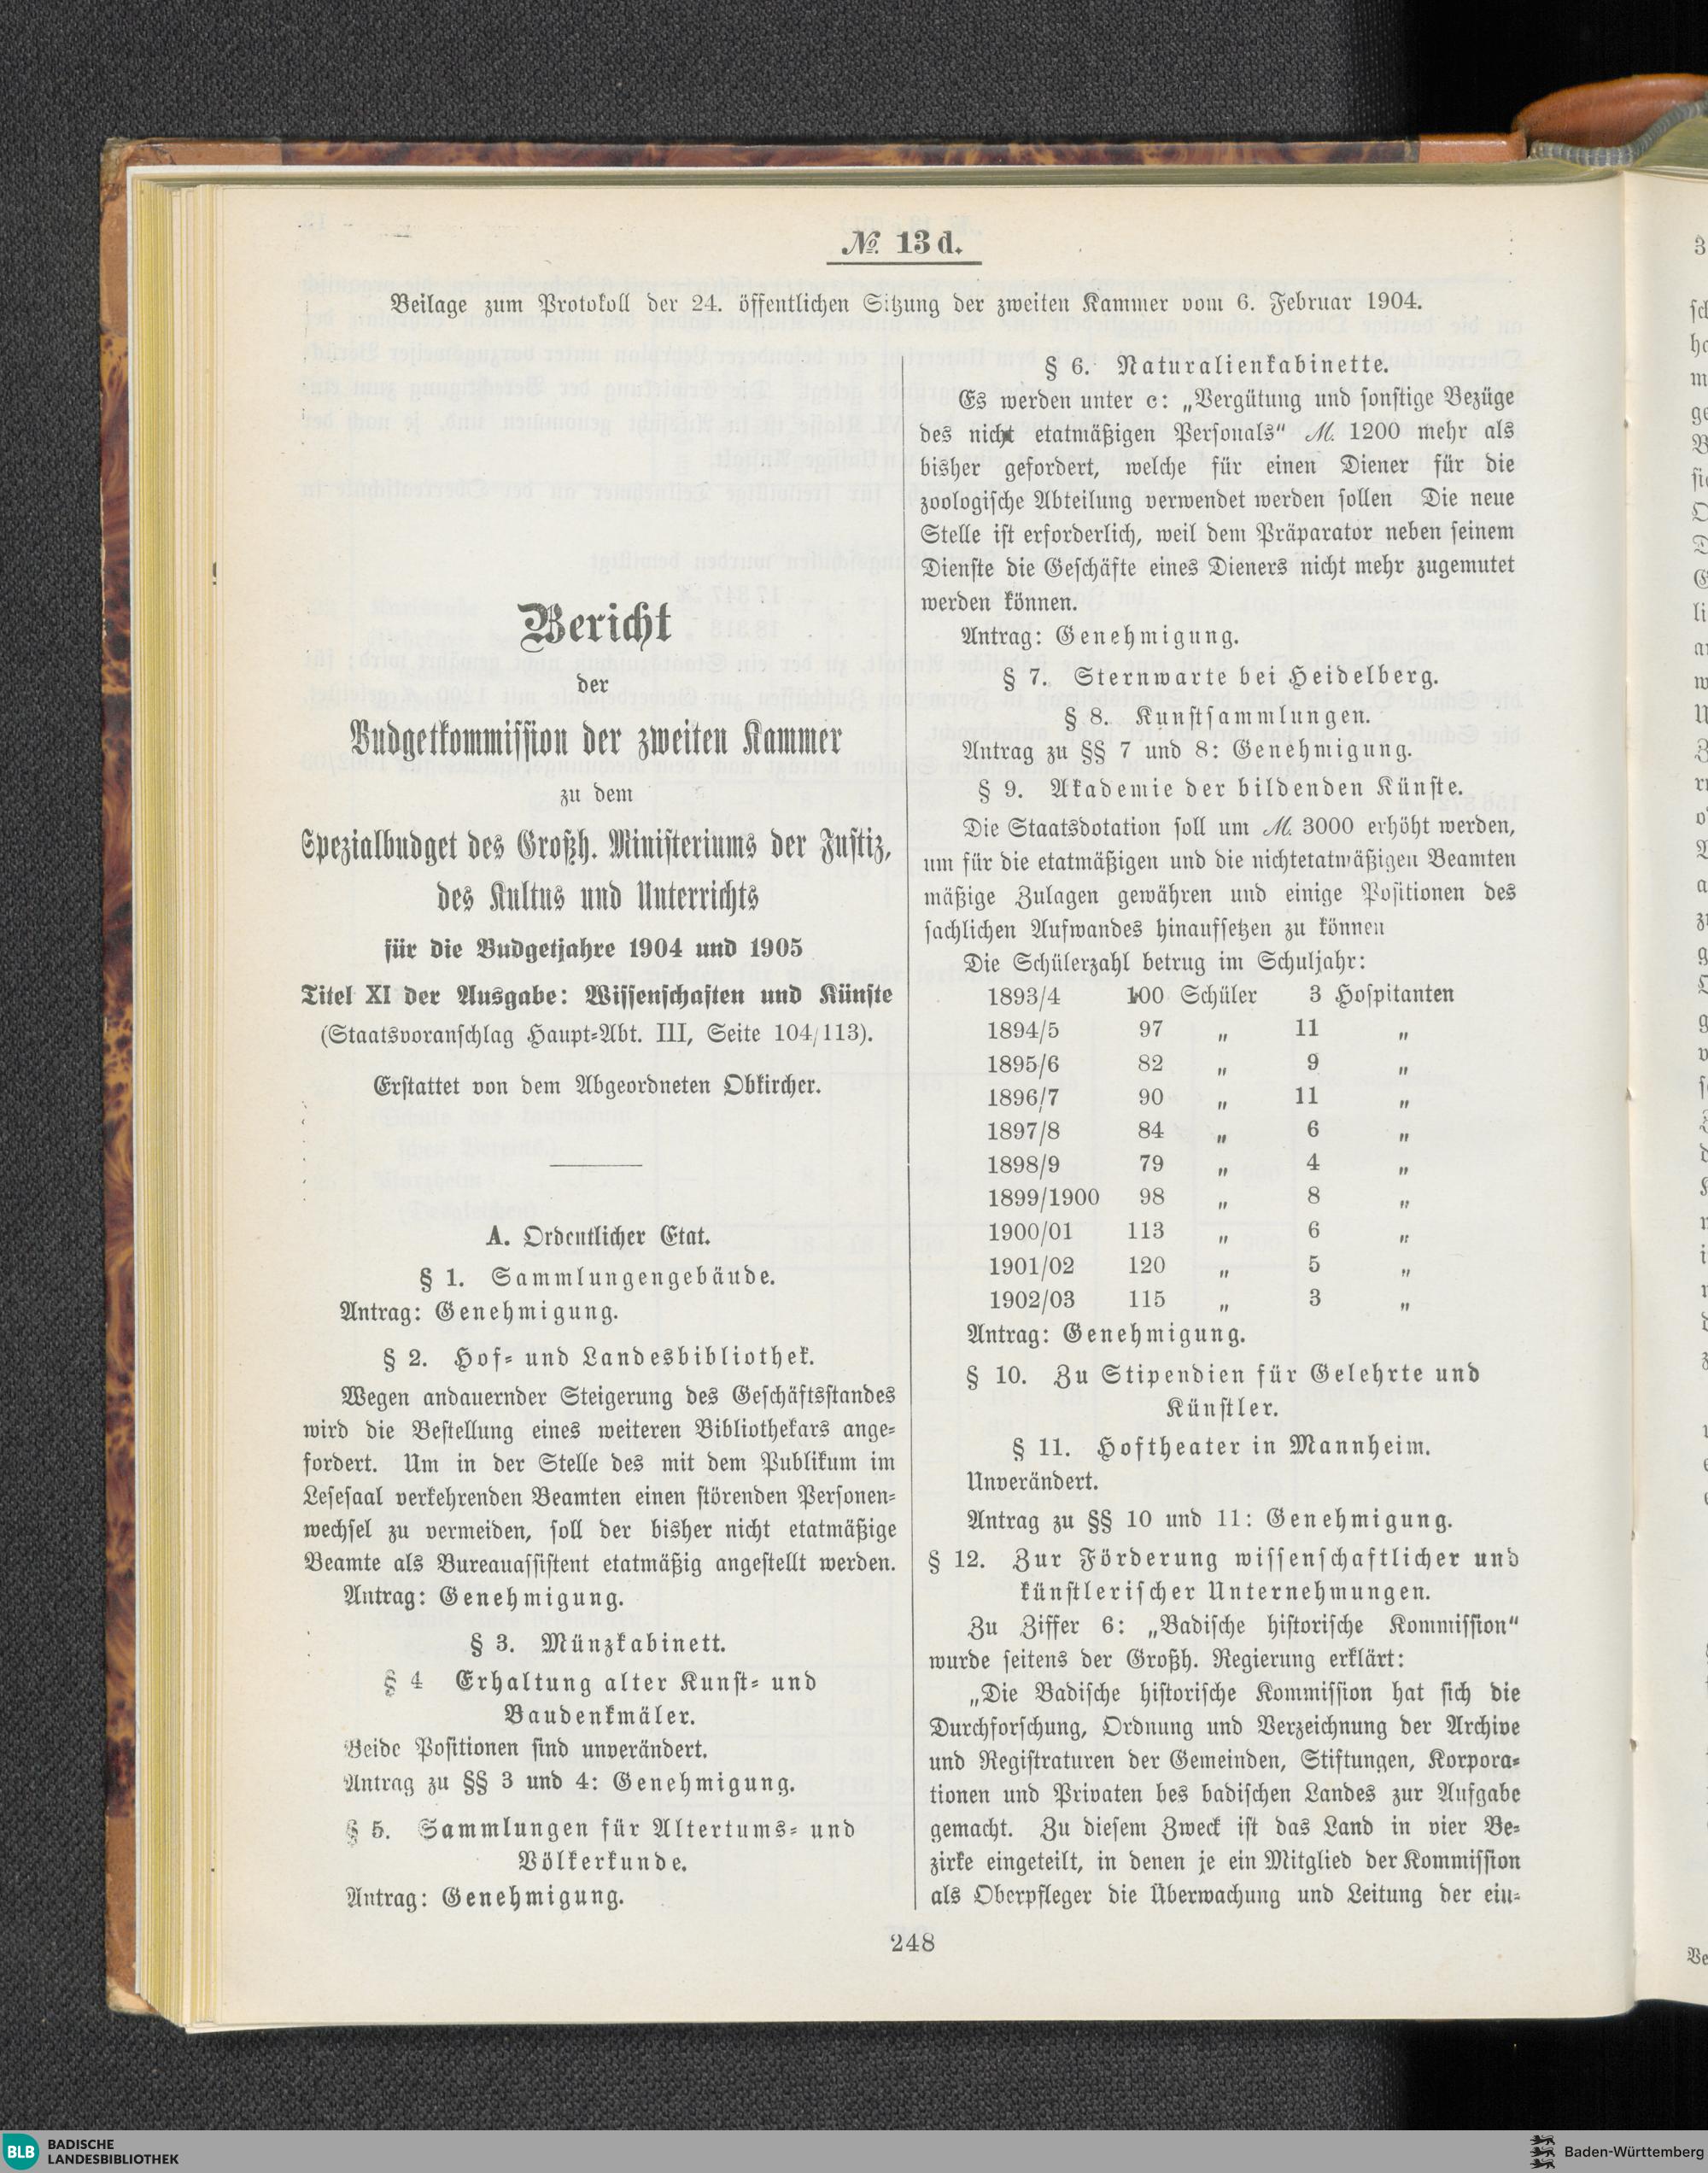 № 13 d.
Beilage zum Protokoll der 24. öffentlichen Sitzung der zweiten Kammer vom 6. Februar 1904.
Bericht
der
Budgetkommission der zweiten Kammer
zu dem
Spezialbudget des Großh. Ministeriums der Justiz,
des Kultus und Unterrichts
für die Budgetjahre 1904 und 1905
Titel XI der Ausgabe: Wissenschaften und Künste
(Staatsvoranschlag Haupt-Abt. III, Seite 104/113).
Erstattet von dem Abgeordneten Obkircher.
A. Ordentlicher Etat.
§ 1. Sammlungengebäude.
Antrag: Genehmigung.
§ 2. Hof- und Landesbibliothek.
Wegen andauernder Steigerung des Geschäftsstandes
wird die Bestellung eines weiteren Bibliothekars ange-
fordert. Um in der Stelle des mit dem Publikum im
Lesesaal verkehrenden Beamten einen störenden Personen-
wechsel zu vermeiden, soll der bisher nicht etatmäßige
Beamte als Bureauassistent etatmäßig angestellt werden.
Antrag: Genehmigung.
§ 3. Münzkabinett.
§ 4 Erhaltung alter Kunst- und
Baudenkmäler.
Beide Positionen sind unverändert.
Antrag zu §§ 3 und 4: Genehmigung.
§ 5. Sammlungen für Altertums- und
Völkerkunde.
Antrag: Genehmigung.
§ 6. Naturalienkabinette.
Es werden unter c: „Vergütung und sonstige Bezüge
des nicht etatmäßigen Personals" M. 1200 mehr als
bisher gefordert, welche für einen Diener für die
zoologische Abteilung verwendet werden sollen Die neue
Stelle ist erforderlich, weil dem Präparator neben seinem
Dienste die Geschäfte eines Dieners nicht mehr zugemutet
werden können.
Antrag: Genehmigung.
§ 7. Sternwarte bei Heidelberg.
§ 8. Kunstsammlungen.
Antrag zu §§ 7 und 8: Genehmigung.
§ 9. Akademie der bildenden Künste.
Die Staatsdotation soll um M. 3000 erhöht werden,
um für die etatmäßigen und die nichtetatmäßigen Beamten
mäßige Zulagen gewähren und einige Positionen des
sachlichen Aufwandes hinaufsetzen zu können
Die Schülerzahl betrug im Schuljahr:
1893/4 100 Schüler 3 Hospitanten
1894/5 97 „ 11 „
1895/6 82 „ 9 „
1896/7 90 „ 11 „
1897/8 84 „ 6 „
1898/9 79 „ 4 „
1899/1900 98 „ 8 „
1900/01 113 „ 6 „
1901/02 120 „ 5 „
1902/03 115 „ 3 „
Antrag: Genehmigung.
§ 10. Zu Stipendien für Gelehrte und
Künstler.
§ 11. Hoftheater in Mannheim.
Unverändert.
Antrag zu §§ 10 und 11: Genehmigung.
§ 12. Zur Förderung wissenschaftlicher und
künstlerischer Unternehmungen.
Zu Ziffer 6: „Badische historische Kommission"
wurde seitens der Großh. Regierung erklärt:
„Die Badische historische Kommission hat sich die
Durchforschung, Ordnung und Verzeichnung der Archive
und Registraturen der Gemeinden, Stiftungen, Korpora-
tionen und Privaten bes badischen Landes zur Aufgabe
gemacht. Zu diesem Zweck ist das Land in vier Be-
zirke eingeteilt, in denen je ein Mitglied der Kommission
als Oberpfleger die Überwachung und Leitung der ein-
248
BLB BADISCHE
LANDESBIBLIOTHEK
Baden-Württemberg